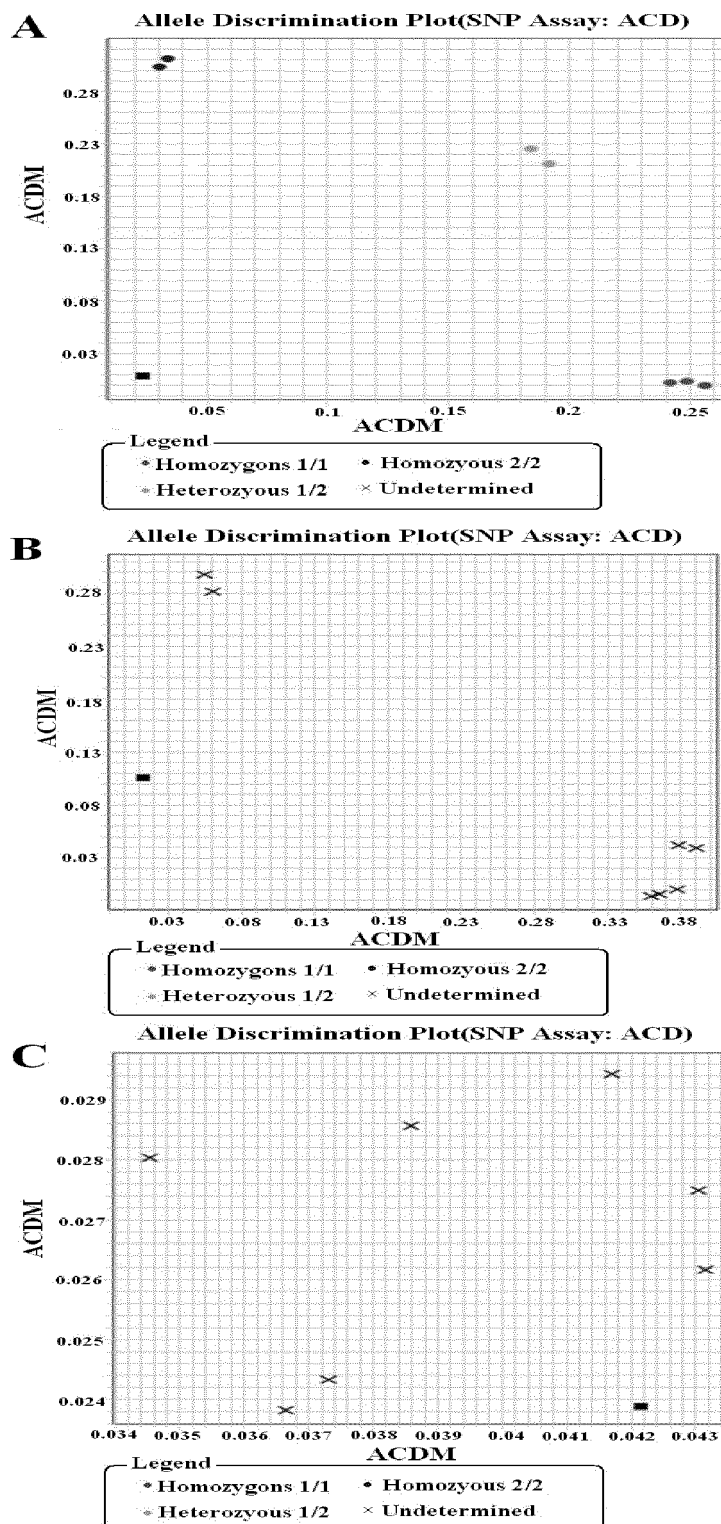 A
Allele Discrimination Plot(SNP Assay: ACD)
0.28
0.23
0.18
0.13
0.08
0.03
ACDM
0.05 0.1 0.15 0.2 0.25
ACDM
Legend
Homozygons 1/1 Homozyous 2/2
Heterozyous 1/2 × Undetermined
B
Allele Discrimination Plot(SNP Assay: ACD)
0.28
0.23
0.18
0.13
0.08
0.03
ACDM
0.03 0.08 0.13 0.18 0.23 0.28 0.33 0.38
ACDM
Legend
Homozygons 1/1 Homozyous 2/2
Heterozyous 1/2 × Undetermined
C
Allele Discrimination Plot(SNP Assay: ACD)
0.029
0.028
0.027
0.026
0.025
0.024
ACDM
0.034 0.035 0.036 0.037 0.038 0.039 0.04 0.041 0.042 0.043
ACDM
Legend
Homozygons 1/1 Homozyous 2/2
Heterozyous 1/2 × Undetermined